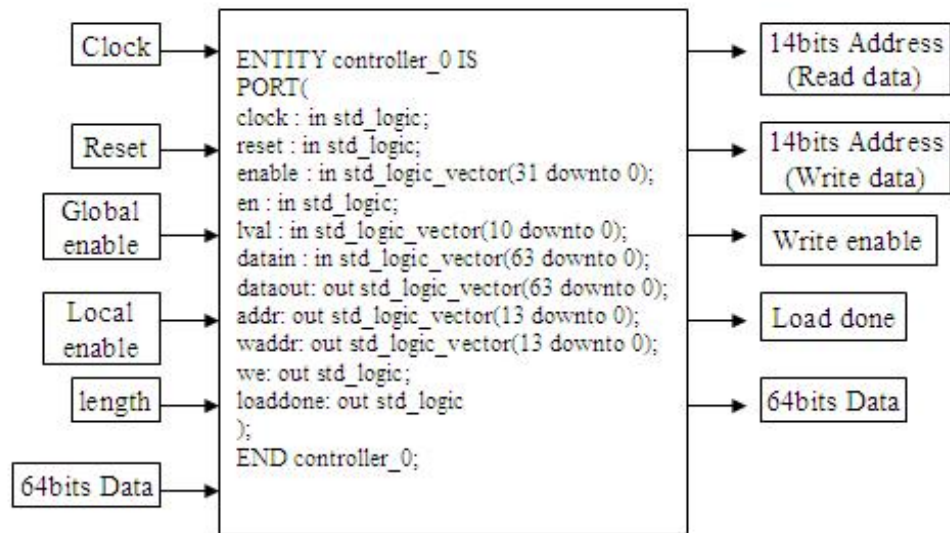 Clock
Reset
Global
enable
Local
enable
length
64bits Data
ENTITY controller_0 IS
PORT(
clock : in std_logic;
reset : in std_logic;
enable : in std_logic_vector(31 downto 0);
en : in std_logic;
lval : in std_logic_vector(10 downto 0);
datain : in std_logic_vector(63 downto 0);
dataout: out std_logic_vector(63 downto 0);
addr: out std_logic_vector(13 downto 0);
waddr: out std_logic_vector(13 downto 0);
we: out std_logic;
loaddone: out std_logic
);
END controller_0;
14bits Address
(Read data)
14bits Address
(Write data)
Write enable
Load done
64bits Data